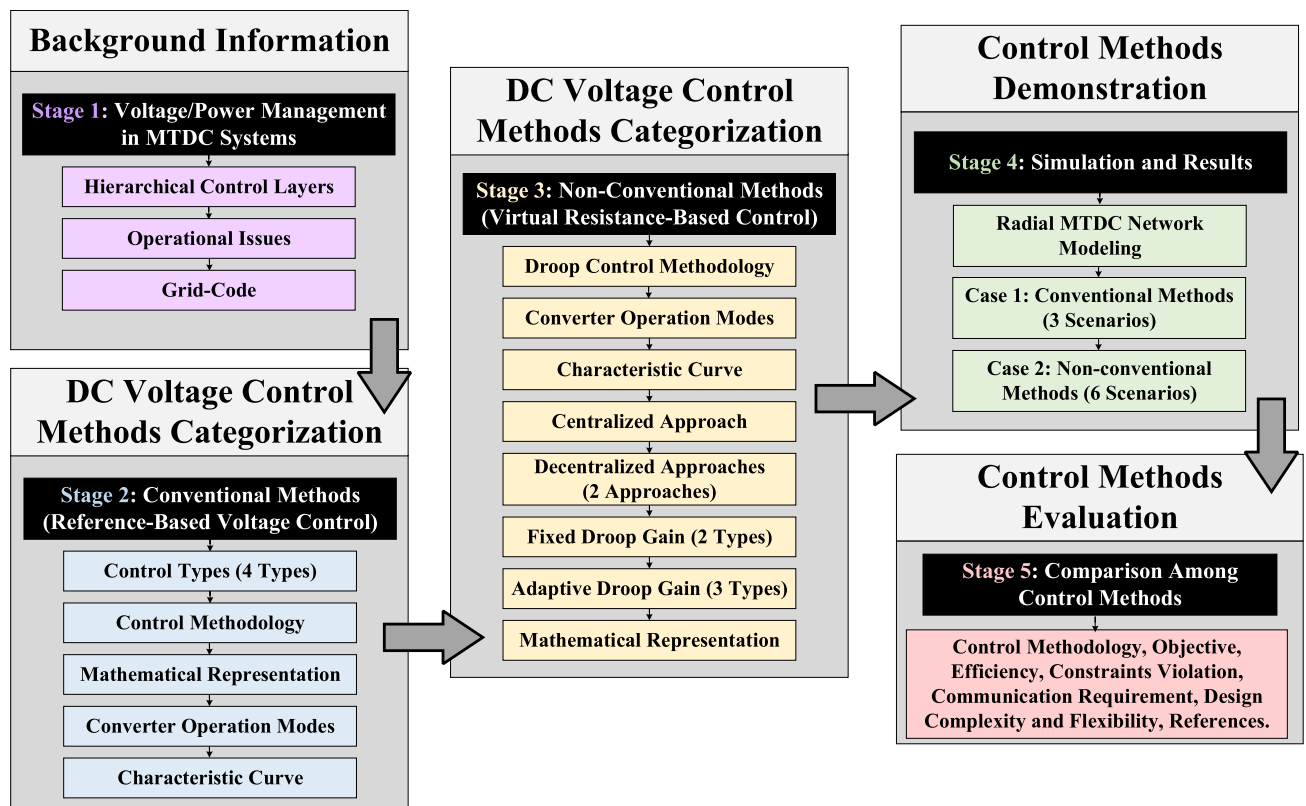 Background Information
Stage 1: Voltage/Power Management
in MTDC Systems
Hierarchical Control Layers
Operational Issues
Grid-Code
DC Voltage Control
Methods Categorization
Stage 2: Conventional Methods
(Reference-Based Voltage Control)
Control Types (4 Types)
Control Methodology
Mathematical Representation
Converter Operation Modes
Characteristic Curve
DC Voltage Control
Methods Categorization
Stage 3: Non-Conventional Methods
(Virtual Resistance-Based Control)
Droop Control Methodology
Converter Operation Modes
Characteristic Curve
Centralized Approach
Decentralized Approaches
(2 Approaches)
Fixed Droop Gain (2 Types)
Adaptive Droop Gain (3 Types)
Mathematical Representation
Control Methods
Demonstration
Stage 4: Simulation and Results
Radial MTDC Network
Modeling
Case 1: Conventional Methods
(3 Scenarios)
Case 2: Non-conventional
Methods (6 Scenarios)
Control Methods
Evaluation
Stage 5: Comparison Among
Control Methods
Control Methodology, Objective,
Efficiency, Constraints Violation,
Communication Requirement, Design
Complexity and Flexibility, References.